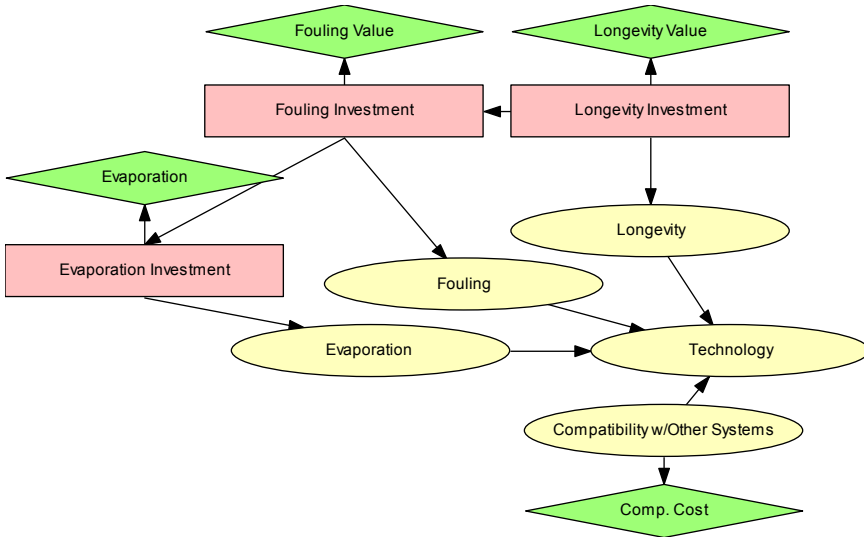 Fouling Value
Longevity Value
Fouling Investment
Longevity Investment
Evaporation
Longevity
Evaporation Investment
Fouling
Evaporation
Technology
Compatibility w/Other Systems
Comp. Cost